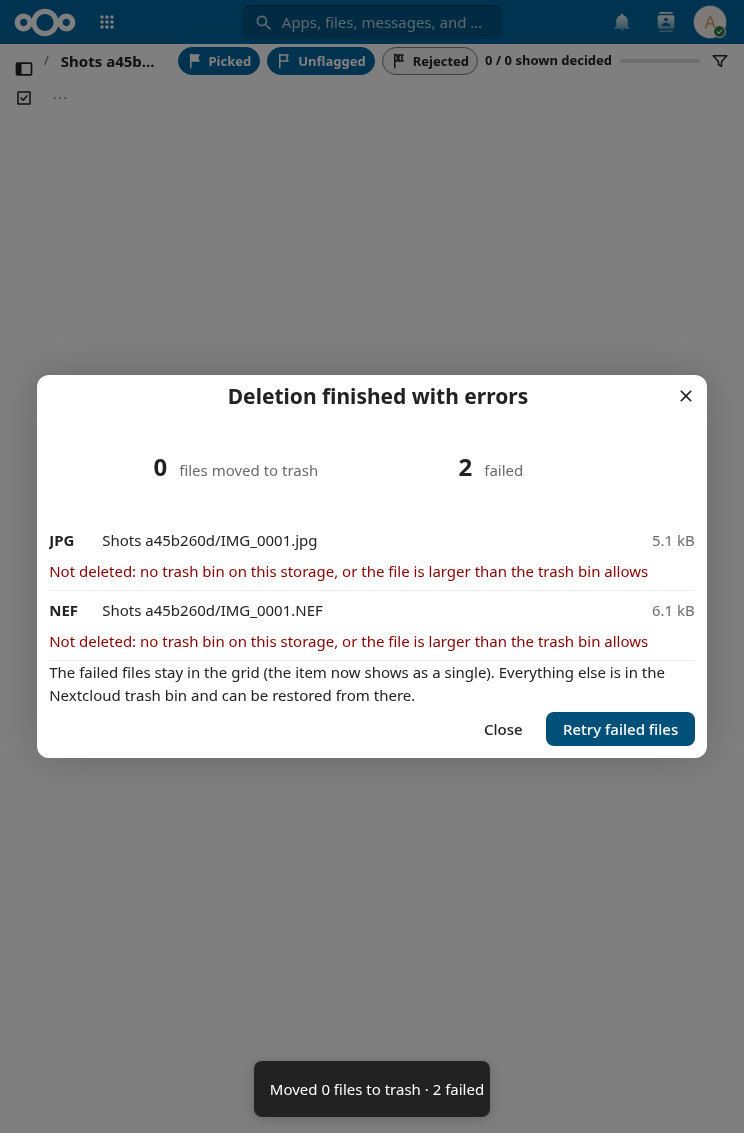 Apps, files, messages, and ...
A
/ Shots a45b...
Picked
Unflagged
Rejected
0 / 0 shown decided
...
Deletion finished with errors
0 files moved to trash
2 failed
JPG Shots a45b260d/IMG_0001.jpg 5.1 kB
Not deleted: no trash bin on this storage, or the file is larger than the trash bin allows
NEF Shots a45b260d/IMG_0001.NEF 6.1 kB
Not deleted: no trash bin on this storage, or the file is larger than the trash bin allows
The failed files stay in the grid (the item now shows as a single). Everything else is in the
Nextcloud trash bin and can be restored from there.
Close
Retry failed files
Moved 0 files to trash · 2 failed